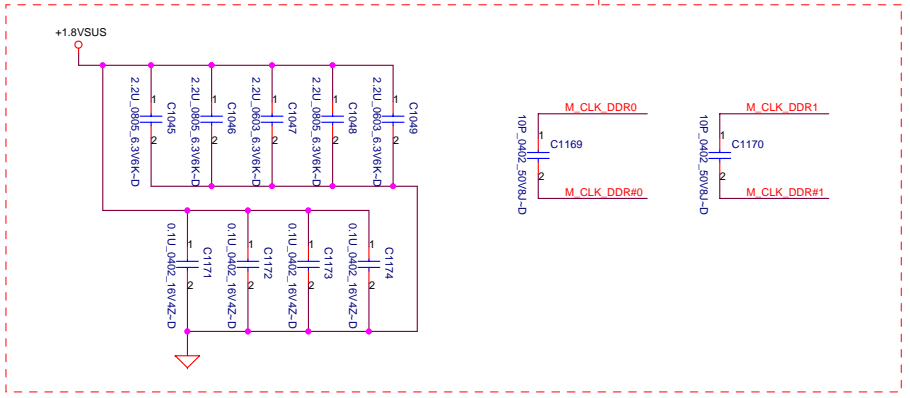 +1.8VSUS
2.2U_0805_6.3V6K~D
1
2
C1045
2.2U_0805_6.3V6K~D
1
2
C1046
2.2U_0603_6.3V6K~D
1
2
C1047
2.2U_0805_6.3V6K~D
1
2
C1048
2.2U_0603_6.3V6K~D
1
2
C1049
0.1U_0402_16V4Z~D
1
2
C1171
0.1U_0402_16V4Z~D
1
2
C1172
0.1U_0402_16V4Z~D
1
2
C1173
0.1U_0402_16V4Z~D
1
2
C1174
M_CLK_DDR0
10P_0402_50V8J~D
1
C1169
2
M_CLK_DDR#0
M_CLK_DDR1
10P_0402_50V8J~D
1
C1170
2
M_CLK_DDR#1